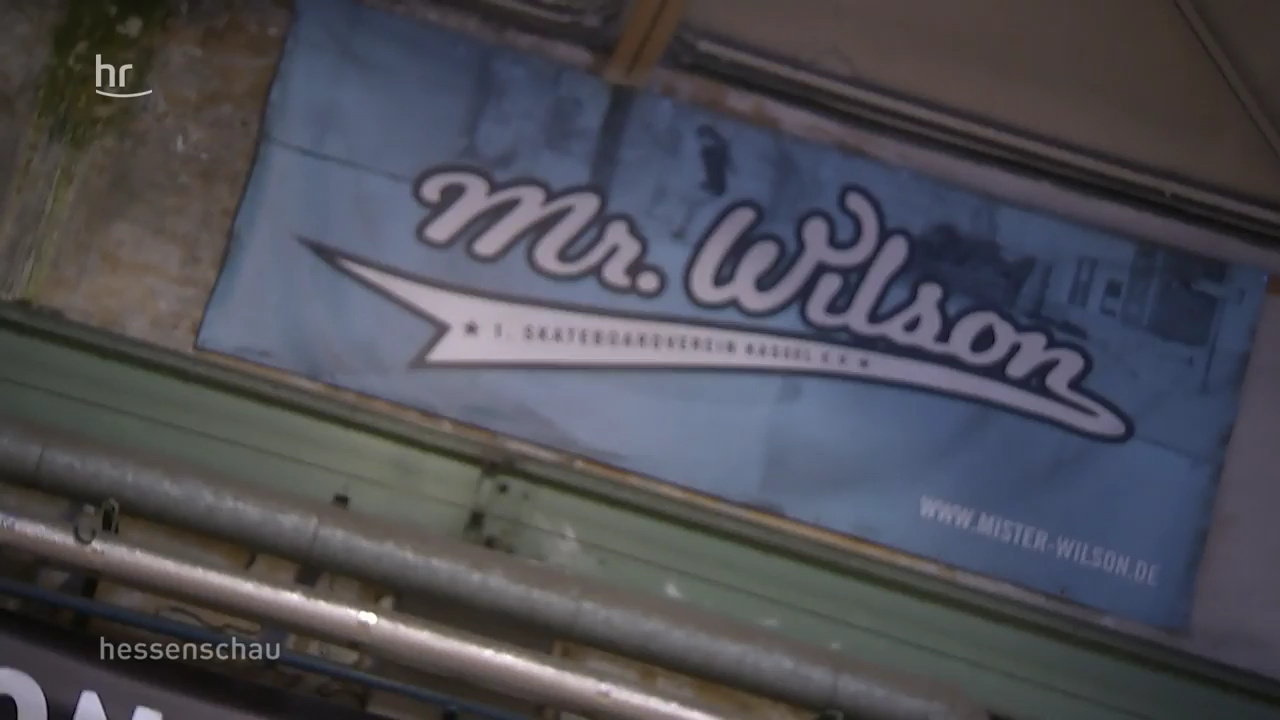 hr
Mr. Wilson
★ 1. SKATEBOARDVEREIN KASSEL E.V. ★
WWW.MISTER-WILSON.DE
hessenschau